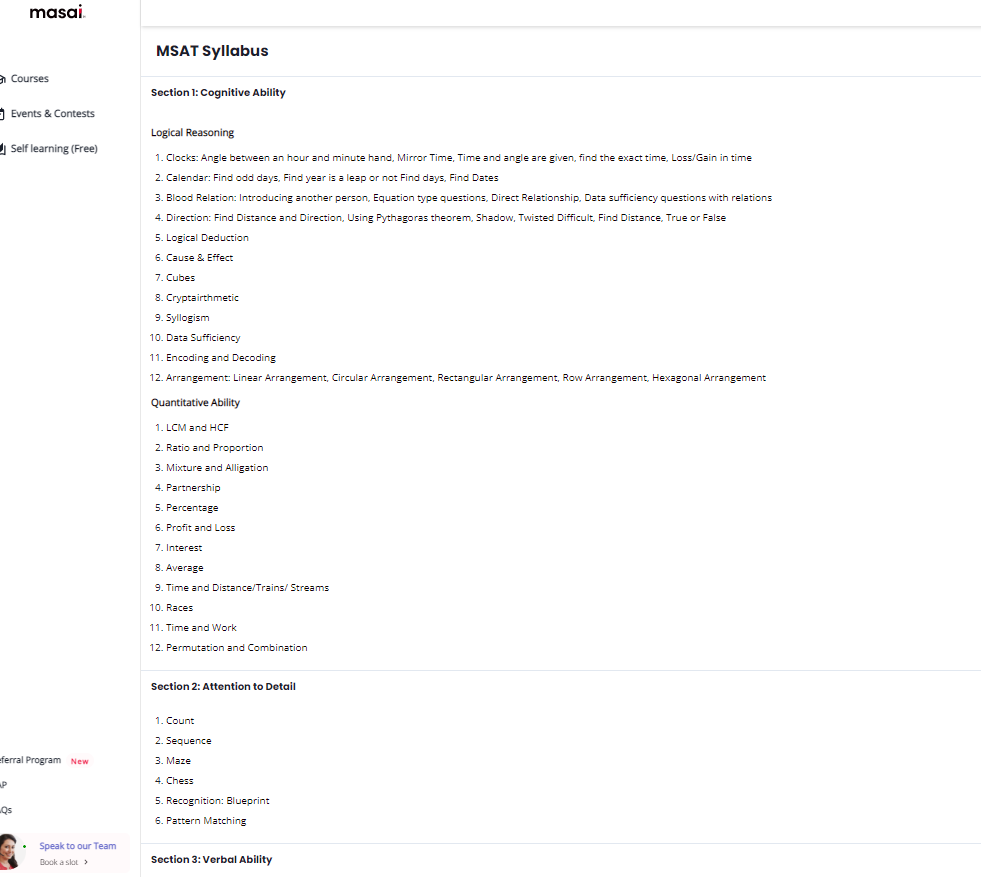 masai.
Courses
Events & Contests
Self learning (Free)
MSAT Syllabus
Section 1: Cognitive Ability
Logical Reasoning
1. Clocks: Angle between an hour and minute hand, Mirror Time, Time and angle are given, find the exact time, Loss/Gain in time
2. Calendar: Find odd days, Find year is a leap or not Find days, Find Dates
3. Blood Relation: Introducing another person, Equation type questions, Direct Relationship, Data sufficiency questions with relations
4. Direction: Find Distance and Direction, Using Pythagoras theorem, Shadow, Twisted Difficult, Find Distance, True or False
5. Logical Deduction
6. Cause & Effect
7. Cubes
8. Cryptairthmetic
9. Syllogism
10. Data Sufficiency
11. Encoding and Decoding
12. Arrangement: Linear Arrangement, Circular Arrangement, Rectangular Arrangement, Row Arrangement, Hexagonal Arrangement
Quantitative Ability
1. LCM and HCF
2. Ratio and Proportion
3. Mixture and Alligation
4. Partnership
5. Percentage
6. Profit and Loss
7. Interest
8. Average
9. Time and Distance/Trains/ Streams
10. Races
11. Time and Work
12. Permutation and Combination
Section 2: Attention to Detail
1. Count
2. Sequence
3. Maze
4. Chess
5. Recognition: Blueprint
6. Pattern Matching
Section 3: Verbal Ability
eferral Program New
Speak to our Team
Book a slot